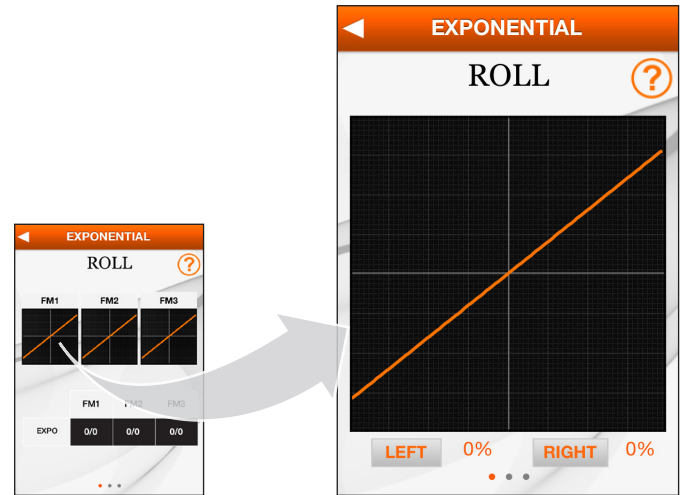 EXPONENTIAL
ROLL
?
FM1 FM2 FM3
FM1 FM2 FM3
EXPO 0/0 0/0 0/0
EXPONENTIAL
ROLL
?
LEFT 0% RIGHT 0%